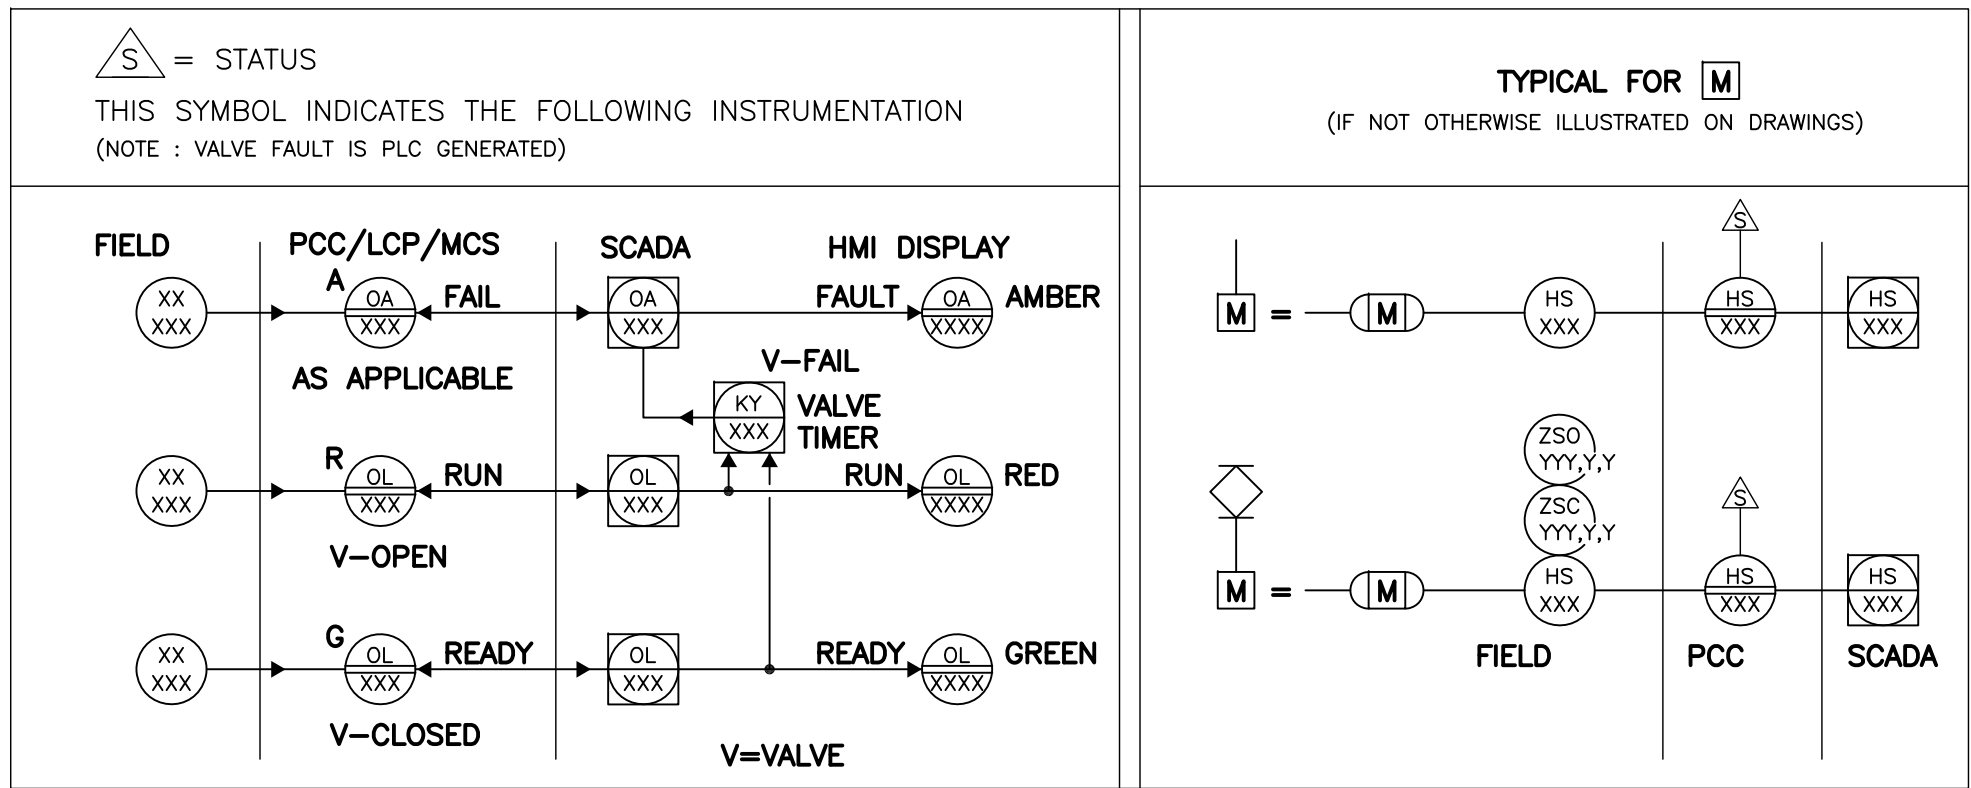 S = STATUS
THIS SYMBOL INDICATES THE FOLLOWING INSTRUMENTATION
(NOTE : VALVE FAULT IS PLC GENERATED)
FIELD PCC/LCP/MCS SCADA HMI DISPLAY
A
XX OA FAIL OA FAULT OA AMBER
XXX XXX XXX XXXX
AS APPLICABLE
V-FAIL
KY VALVE
XXX TIMER
R
XX OL RUN OL RUN OL RED
XXX XXX XXX XXXX
V-OPEN
G
XX OL READY OL READY OL GREEN
XXX XXX XXX XXXX
V-CLOSED
V=VALVE
TYPICAL FOR M
(IF NOT OTHERWISE ILLUSTRATED ON DRAWINGS)
S
HS HS HS
M = M
XXX XXX XXX
ZSO
YYY,Y,Y
S
ZSC
YYY,Y,Y
HS HS HS
M = M
XXX XXX XXX
FIELD PCC SCADA